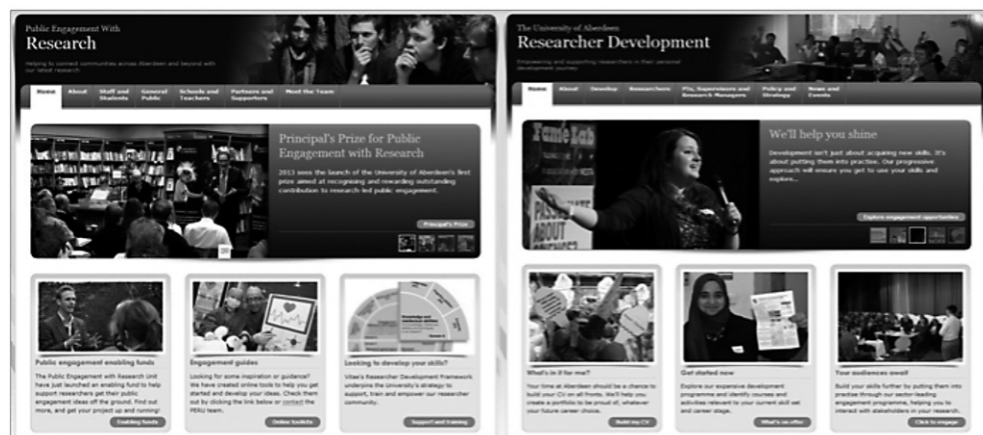 Public Engagement With
Research
Helping to connect communities across Aberdeen and beyond with
our latest research
Home
About
Staff and
Students
General
Public
Schools and
Teachers
Partners and
Supporters
Meet the Team
Principal's Prize for Public
Engagement with Research
2013 sees the launch of the University of Aberdeen's first
prize aimed at recognising and rewarding outstanding
contribution to research-led public engagement.
Principal's Prize
Public engagement enabling funds
The Public Engagement with Research Unit
have just launched an enabling fund to help
support researchers get their public
engagement ideas off the ground. Find out
more, and get your project up and running!
Enabling funds
Engagement guides
Looking for some inspiration or guidance?
We have created online tools to help you get
started and develop your ideas. Check them
out by clicking the link below or contact the
PERU team.
Online toolkits
Knowledge and
intellectual abilities
Looking to develop your skills?
Vitae's Researcher Development Framework
underpins the University's strategy to
support, train and empower our researcher
community.
Support and training
The University of Aberdeen
Researcher Development
Empowering and supporting researchers in their personal
development journey
Home
About
Develop
Researchers
PIs, Supervisors and
Research Managers
Policy and
Strategy
News and
Events
FameLab
PASSIONATE
ABOUT
We'll help you shine
Development isn't just about acquiring new skills. It's
about putting them into practise. Our progressive
approach will ensure you get to use your skills and
explore...
Explore engagement opportunities
What's in it for me?
Your time at Aberdeen should be a chance to
build your CV on all fronts. We'll help you
create a portfolio to be proud of, whatever
your future career choice.
Build my CV
Get started now
Explore our expensive development
programme and identify courses and
activities relevant to your current skill set
and career stage.
What's on offer
Your audiences await
Build your skills further by putting them into
practise through our sector-leading
engagement programme, helping you to
interact with stakeholders in your research.
Click to engage